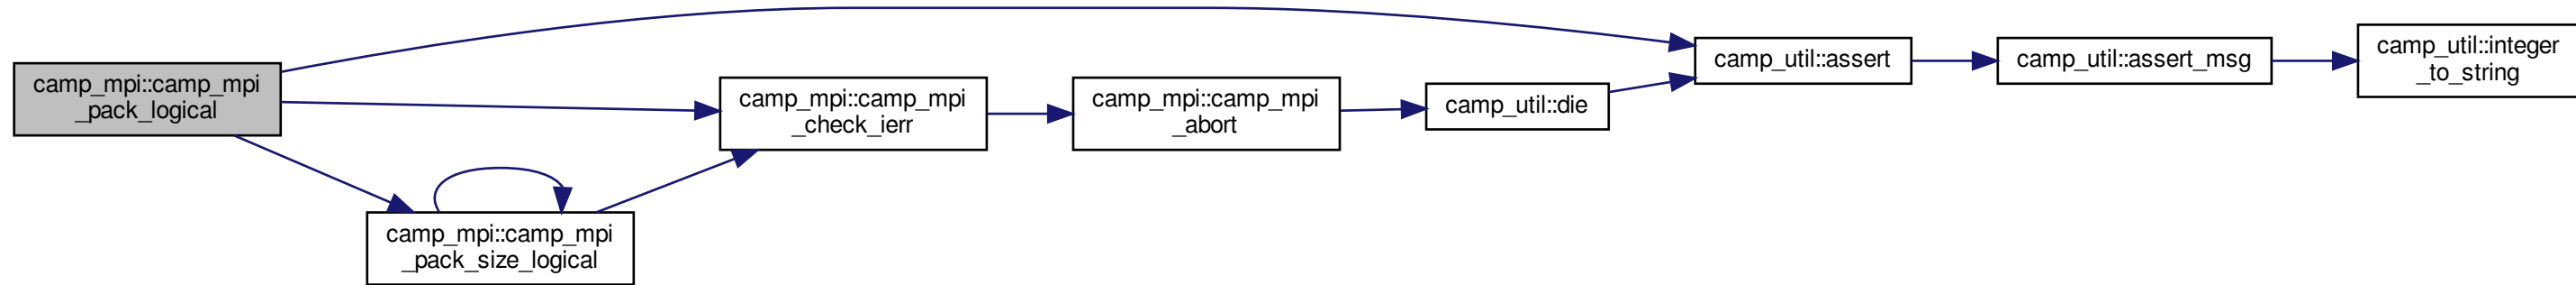 camp_mpi::camp_mpi
_pack_logical
camp_mpi::camp_mpi
_pack_size_logical
camp_mpi::camp_mpi
_check_ierr
camp_mpi::camp_mpi
_abort
camp_util::die
camp_util::assert
camp_util::assert_msg
camp_util::integer
_to_string